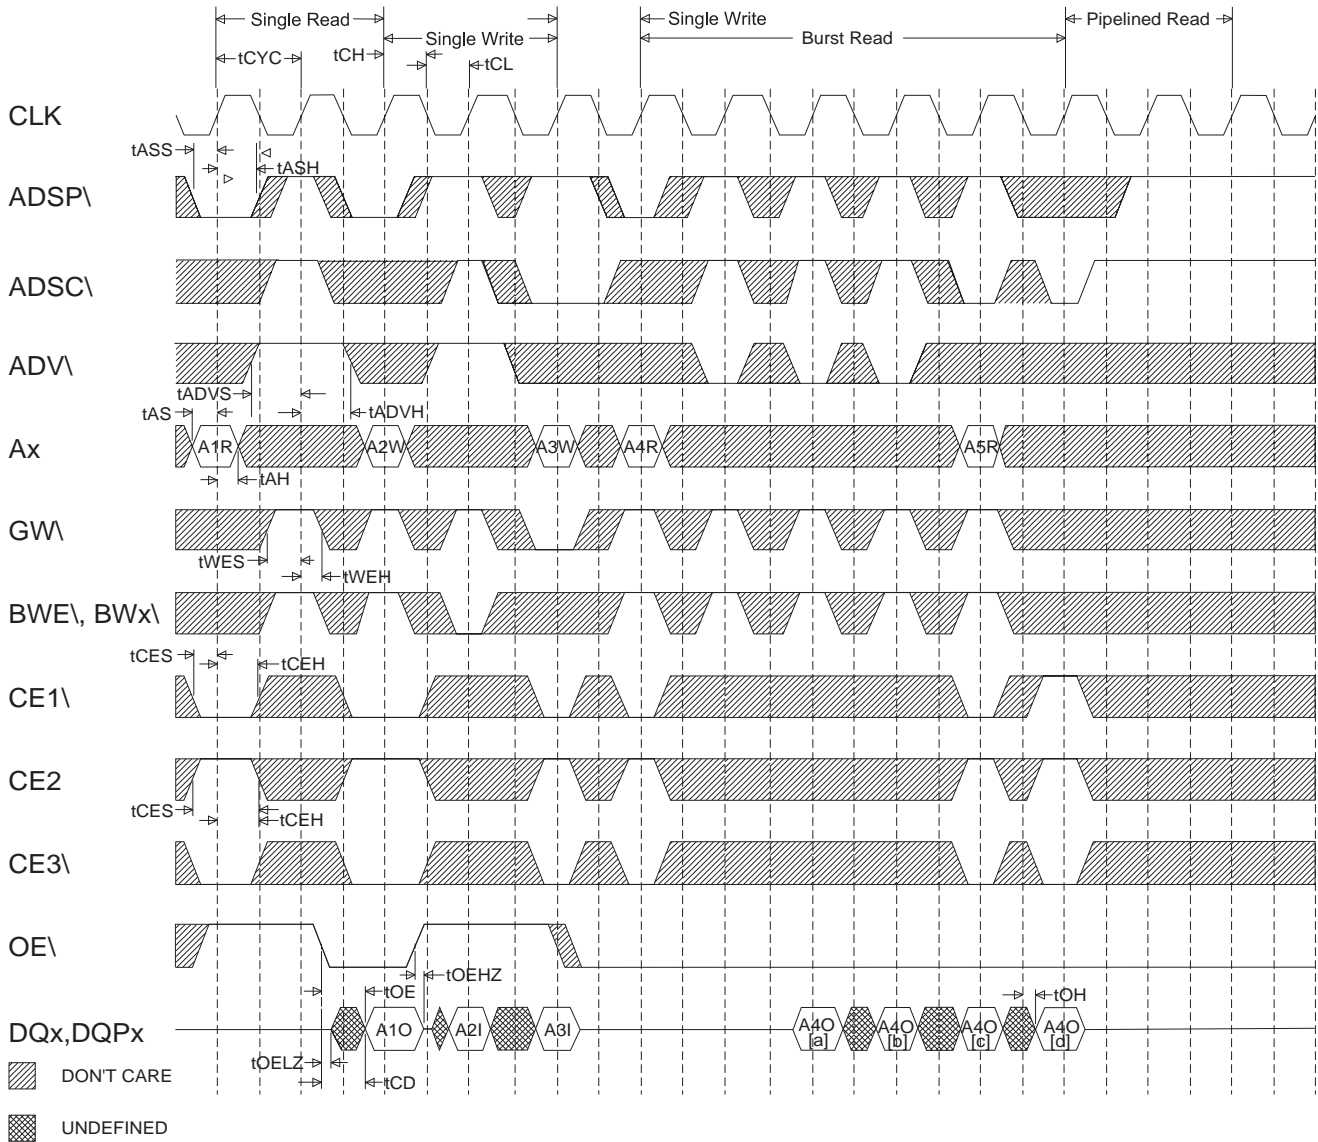 Single Read
Single Write
Single Write
Burst Read
Pipelined Read
tCYC
tCH
tCL
CLK
tASS
tASH
ADSP\
ADSC\
ADV\
tADVS
tAS
tADVH
Ax
A1R
A2W
A3W
A4R
A5R
tAH
GW\
tWES
tWEH
BWE\, BWx\
tCES
tCEH
CE1\
CE2
tCES
tCEH
CE3\
OE\
tOEHZ
tOE
tOH
DQx,DQPx
A1O
A2I
A3I
A4O
[a]
A4O
[b]
A4O
[c]
A4O
[d]
tOELZ
tCD
DON'T CARE
UNDEFINED